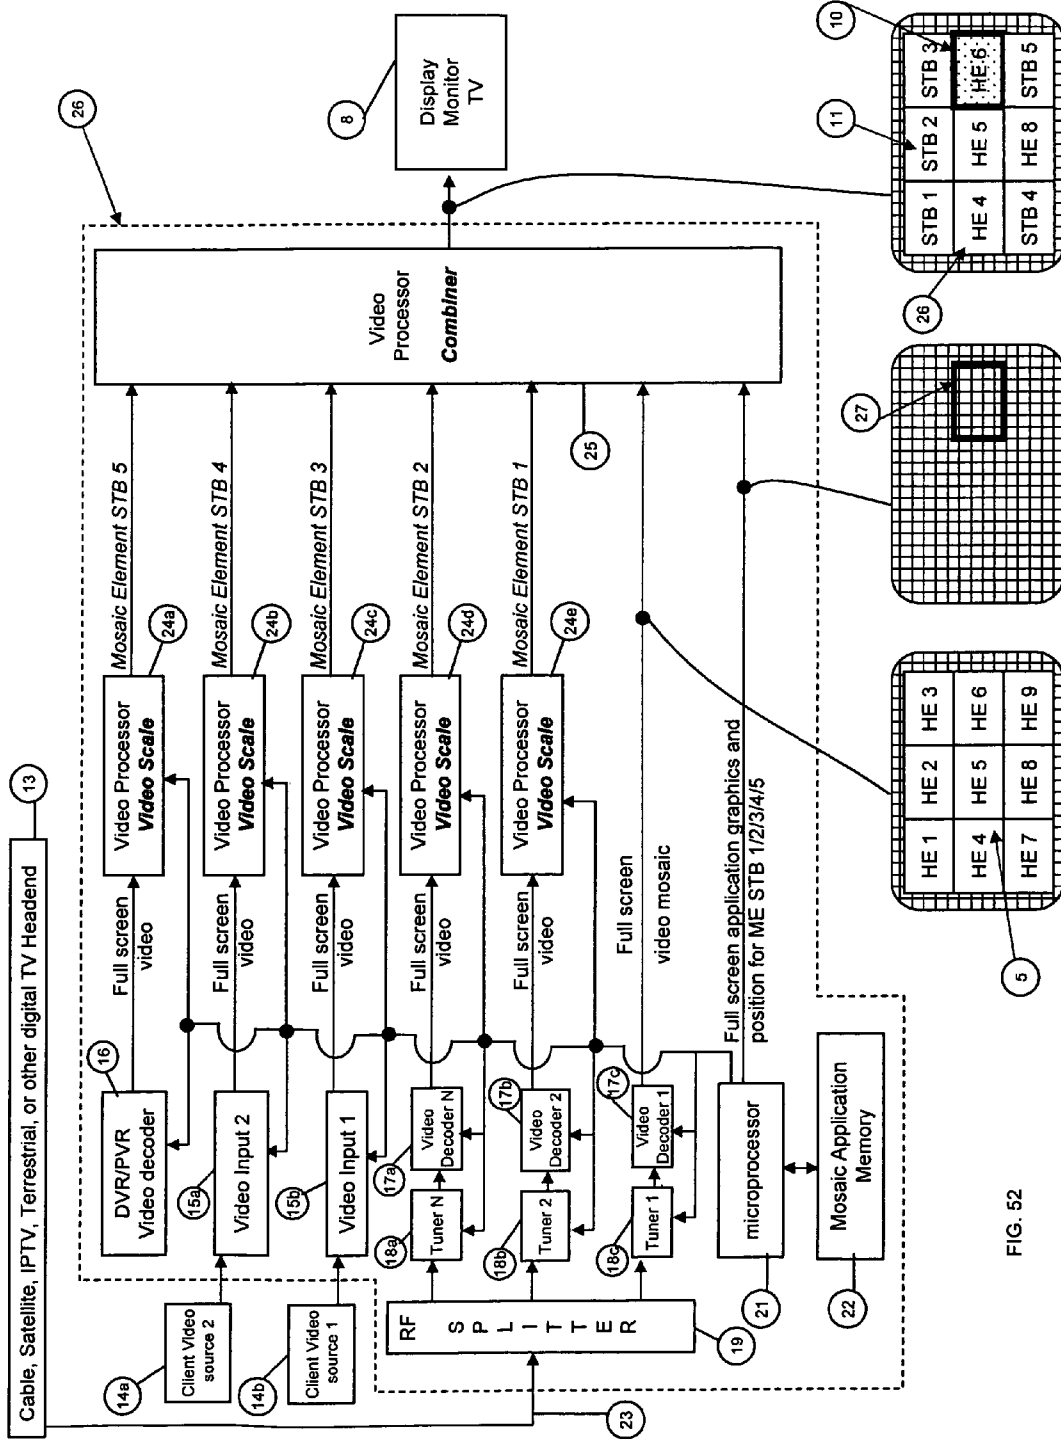 Cable, Satellite, IPTV, Terrestrial, or other digital TV Headend
13
26
16
DVR/PVR
Video decoder
Full screen
video
Video Processor
Video Scale
24a
Mosaic Element STB 5
14a
Client Video
source 2
15a
Video Input 2
Full screen
video
Video Processor
Video Scale
24b
Mosaic Element STB 4
14b
Client Video
source 1
15b
Video Input 1
Full screen
video
Video Processor
Video Scale
24c
Mosaic Element STB 3
18a
Tuner N
17a
Video
Decoder N
Full screen
video
Video Processor
Video Scale
24d
Mosaic Element STB 2
18b
Tuner 2
17b
Video
Decoder 2
Full screen
video
Video Processor
Video Scale
24e
Mosaic Element STB 1
18c
Tuner 1
17c
Video
Decoder 1
Full screen
video mosaic
RF
SPLITTER
19
23
microprocessor
21
Full screen application graphics and
position for ME STB 1/2/3/4/5
Mosaic Application
Memory
22
Video
Processor
Combiner
25
8
Display
Monitor
TV
HE 1 HE 2 HE 3
HE 4 HE 5 HE 6
HE 7 HE 8 HE 9
5
27
STB 1 STB 2 STB 3
HE 4 HE 5 HE 6
STB 4 HE 8 STB 5
26
11
10
FIG. 52